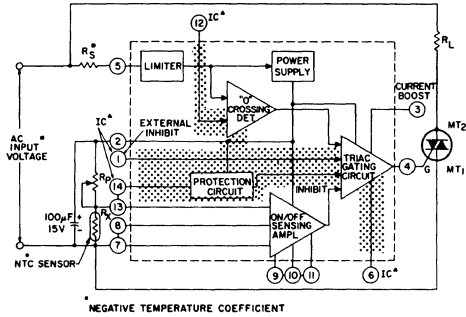 12 IC▲
RS*
5
LIMITER
POWER SUPPLY
RL
CURRENT BOOST
3
"O" CROSSING DET.
IC▲
EXTERNAL INHIBIT
2
AC INPUT VOLTAGE*
1
RP
14
PROTECTION CIRCUIT
TRIAC GATING CIRCUIT
4
G
MT2
MT1
INHIBIT
13
100μF 15V
+
-
RX
8
ON/OFF SENSING AMPL.
7
*NTC SENSOR
9
10
11
6 IC▲
*NEGATIVE TEMPERATURE COEFFICIENT